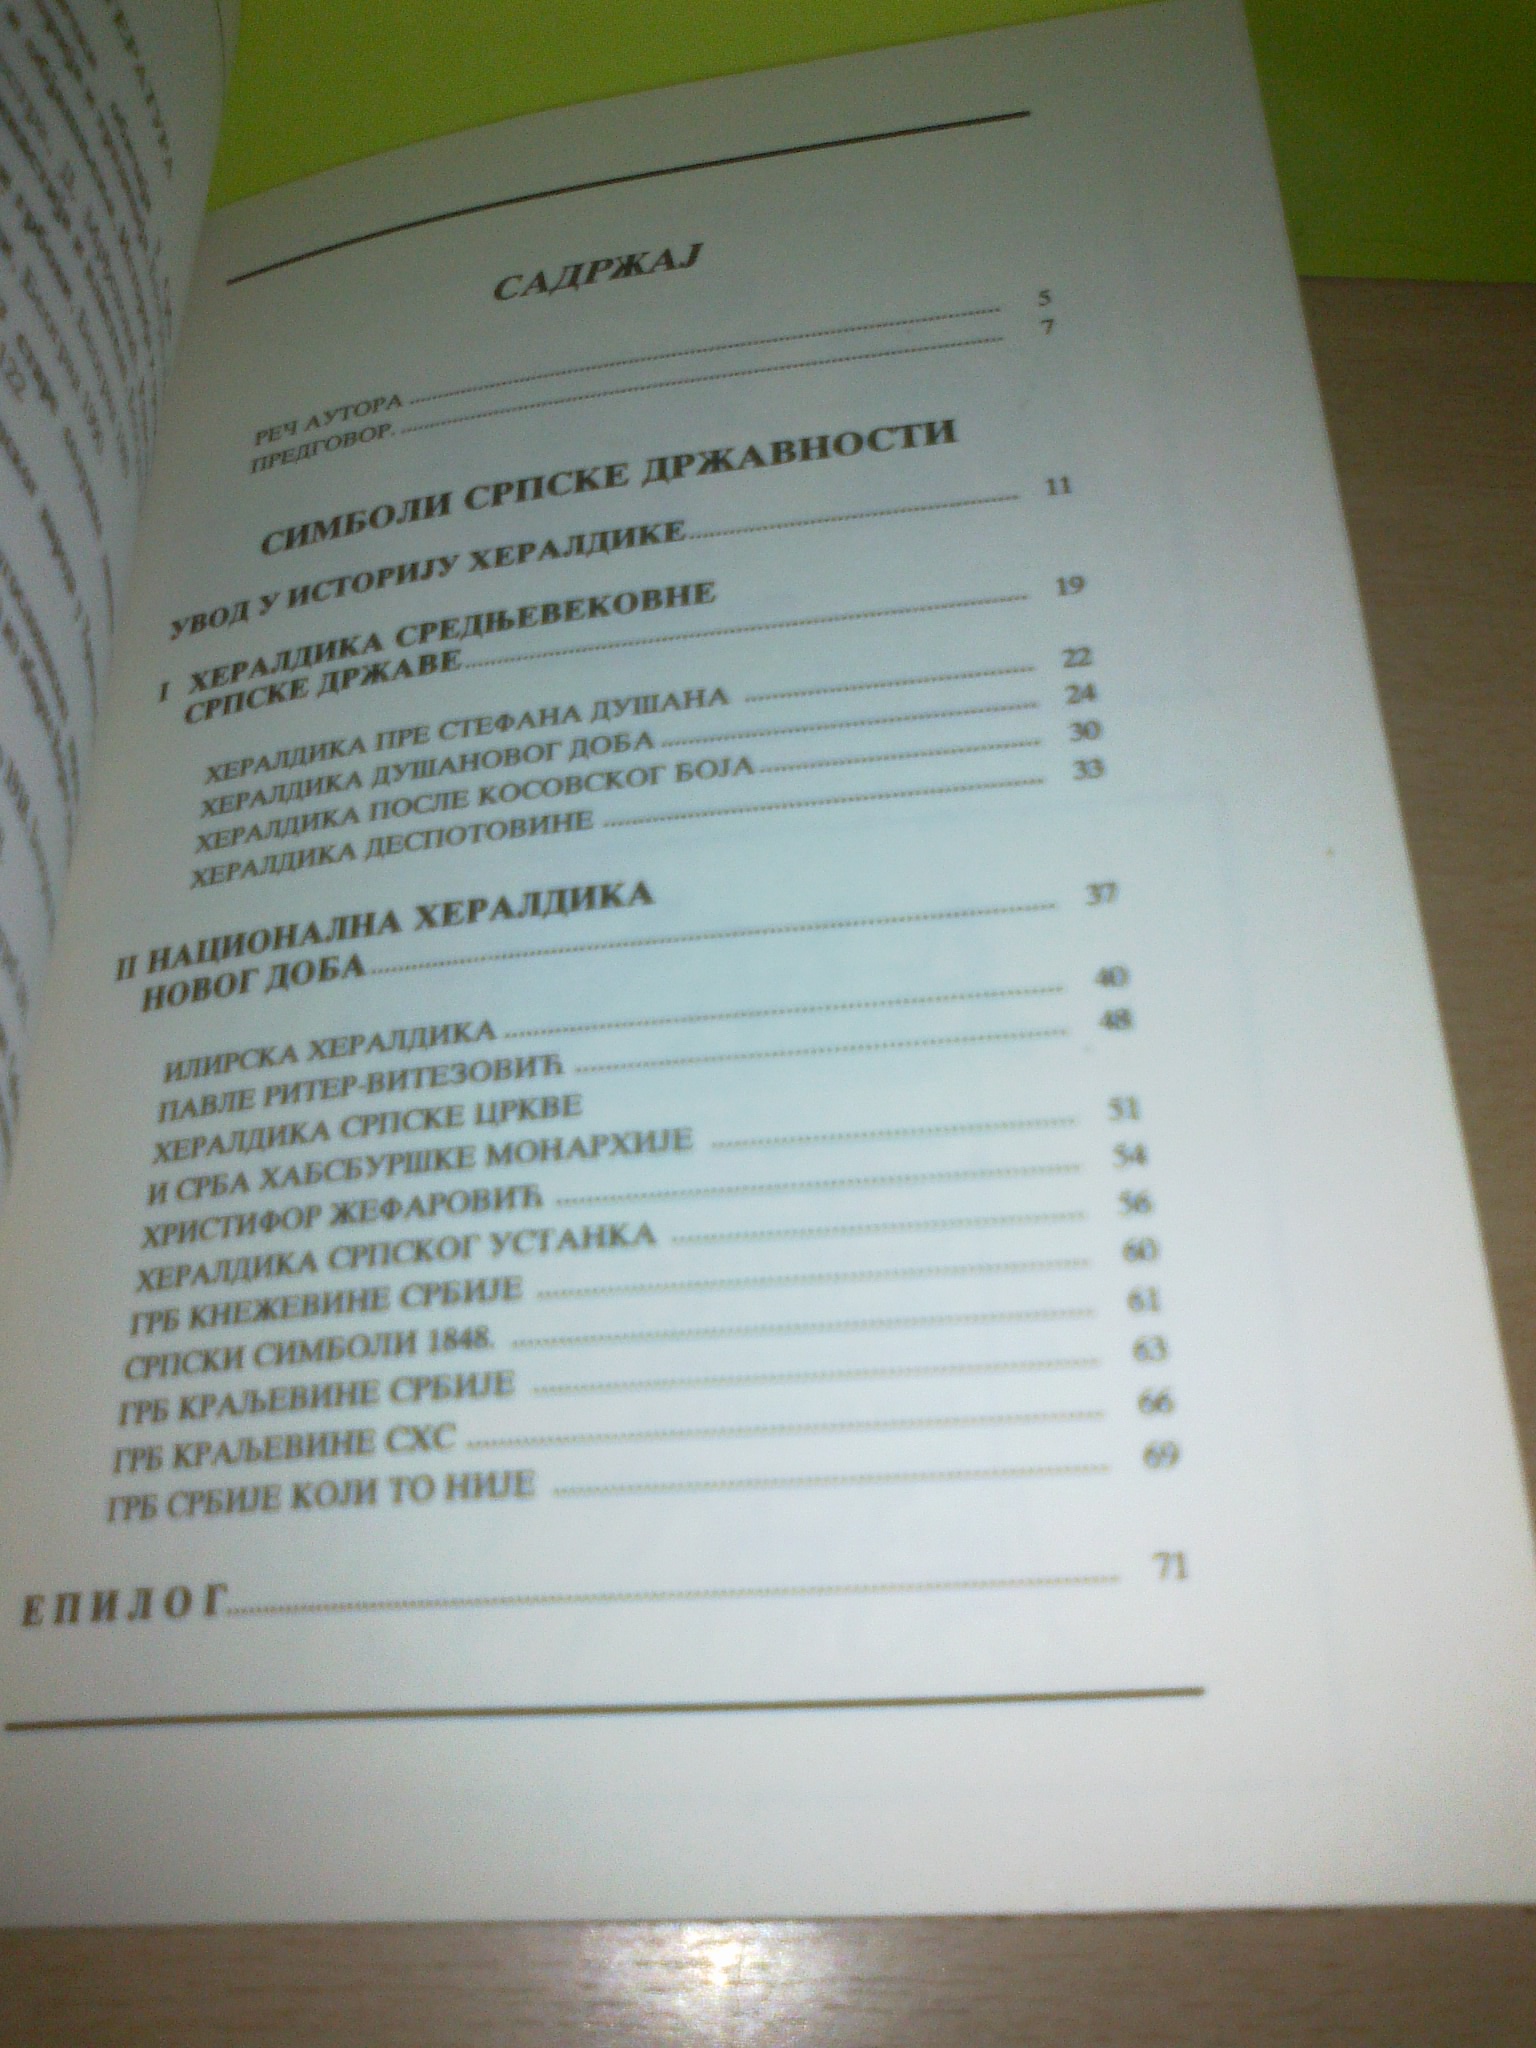 САДРЖАЈ
РЕЧ АУТОРА 5
ПРЕДГОВОР. 7
СИМБОЛИ СРПСКЕ ДРЖАВНОСТИ
УВОД У ИСТОРИЈУ ХЕРАЛДИКЕ 11
I ХЕРАЛДИКА СРЕДЊЕВЕКОВНЕ
СРПСКЕ ДРЖАВЕ 19
ХЕРАЛДИКА ПРЕ СТЕФАНА ДУШАНА 22
ХЕРАЛДИКА ДУШАНОВОГ ДОБА 24
ХЕРАЛДИКА ПОСЛЕ КОСОВСКОГ БОЈА 30
ХЕРАЛДИКА ДЕСПОТОВИНЕ 33
II НАЦИОНАЛНА ХЕРАЛДИКА
НОВОГ ДОБА 37
ИЛИРСКА ХЕРАЛДИКА 40
ПАВЛЕ РИТЕР-ВИТЕЗОВИЋ 48
ХЕРАЛДИКА СРПСКЕ ЦРКВЕ
И СРБА ХАБСБУРШКЕ МОНАРХИЈЕ 51
ХРИСТИФОР ЖЕФАРОВИЋ 54
ХЕРАЛДИКА СРПСКОГ УСТАНКА 56
ГРБ КНЕЖЕВИНЕ СРБИЈЕ 60
СРПСКИ СИМБОЛИ 1848. 61
ГРБ КРАЉЕВИНЕ СРБИЈЕ 63
ГРБ КРАЉЕВИНЕ СХС 66
ГРБ СРБИЈЕ КОЈИ ТО НИЈЕ 69
ЕПИЛОГ 71